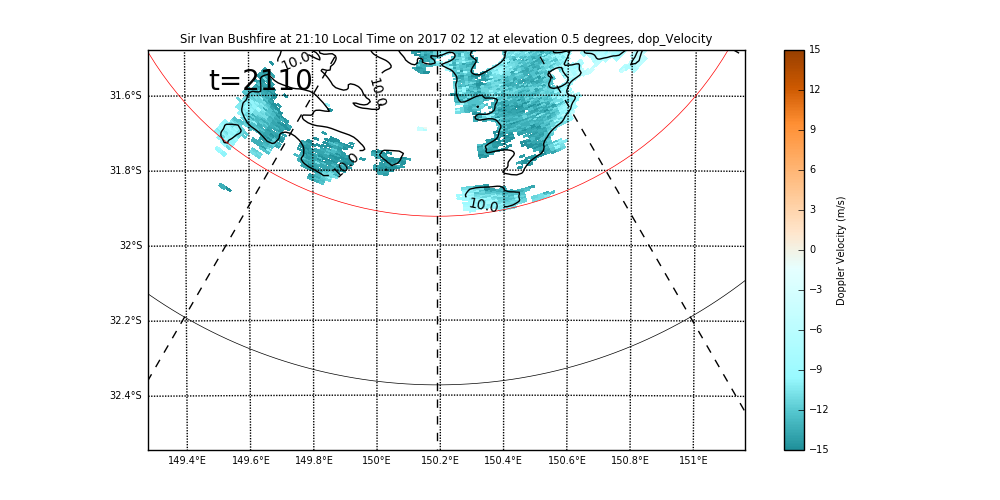 Sir Ivan Bushfire at 21:10 Local Time on 2017 02 12 at elevation 0.5 degrees, dop_Velocity
t=2110
10.0
10.0
10.0
10.0
31.6°S
31.8°S
32°S
32.2°S
32.4°S
149.4°E 149.6°E 149.8°E 150°E 150.2°E 150.4°E 150.6°E 150.8°E 151°E
15
12
9
6
3
0
−3
−6
−9
−12
−15
Doppler Velocity (m/s)